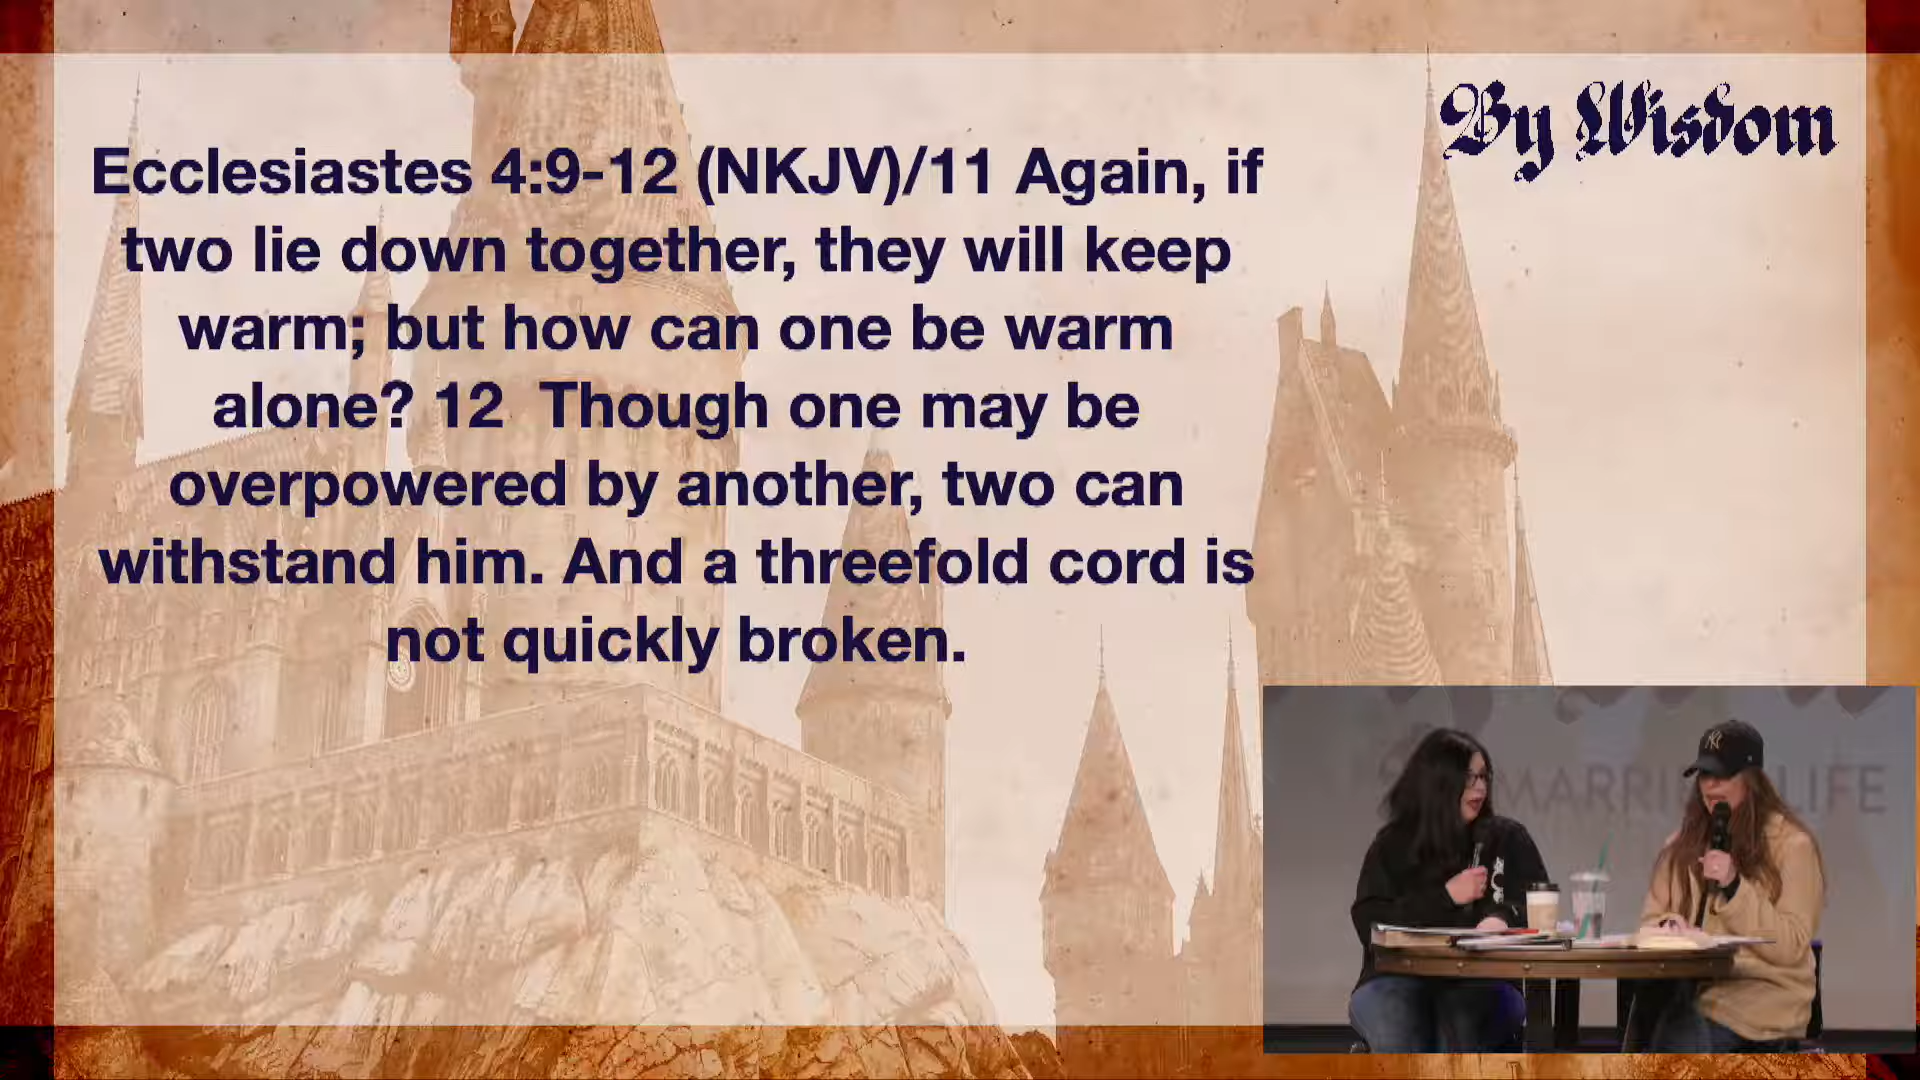 By Wisdom
Ecclesiastes 4:9-12 (NKJV)/11 Again, if
two lie down together, they will keep
warm; but how can one be warm
alone? 12 Though one may be
overpowered by another, two can
withstand him. And a threefold cord is
not quickly broken.
NY
LIFE